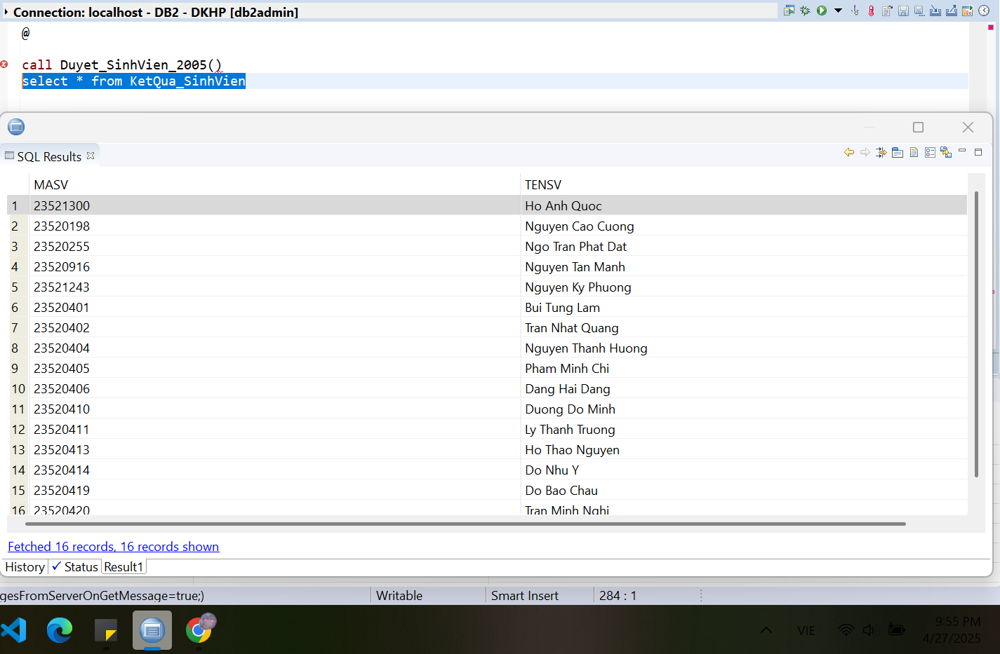 Connection: localhost - DB2 - DKHP [db2admin]
@
call Duyet_SinhVien_2005()
select * from KetQua_SinhVien
SQL Results
MASV TENSV
1 23521300 Ho Anh Quoc
2 23520198 Nguyen Cao Cuong
3 23520255 Ngo Tran Phat Dat
4 23520916 Nguyen Tan Manh
5 23521243 Nguyen Ky Phuong
6 23520401 Bui Tung Lam
7 23520402 Tran Nhat Quang
8 23520404 Nguyen Thanh Huong
9 23520405 Pham Minh Chi
10 23520406 Dang Hai Dang
11 23520410 Duong Do Minh
12 23520411 Ly Thanh Truong
13 23520413 Ho Thao Nguyen
14 23520414 Do Nhu Y
15 23520419 Do Bao Chau
16 23520420 Tran Minh Nghi
Fetched 16 records, 16 records shown
History Status Result1
gesFromServerOnGetMessage=true;) Writable Smart Insert 284 : 1
VIE 9:55 PM
4/27/2025